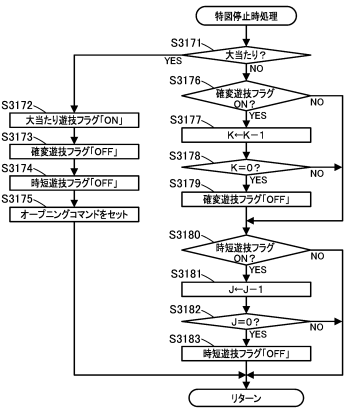 特図停止時処理
S3171
大当たり？
YES
NO
S3172
大当たり遊技フラグ「ON」
S3173
確変遊技フラグ「OFF」
S3174
時短遊技フラグ「OFF」
S3175
オープニングコマンドをセット
S3176
確変遊技フラグ
ON？
NO
YES
S3177
K←K－1
S3178
K=0？
NO
YES
S3179
確変遊技フラグ「OFF」
S3180
時短遊技フラグ
ON？
NO
YES
S3181
J←J－1
S3182
J=0？
NO
YES
S3183
時短遊技フラグ「OFF」
リターン